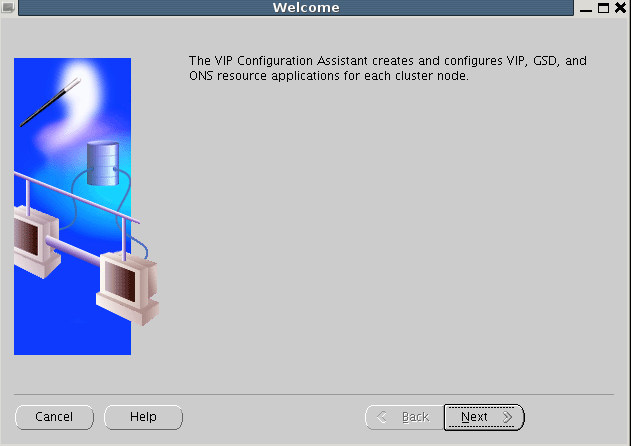 Welcome
The VIP Configuration Assistant creates and configures VIP, GSD, and
ONS resource applications for each cluster node.
Cancel
Help
Back
Next